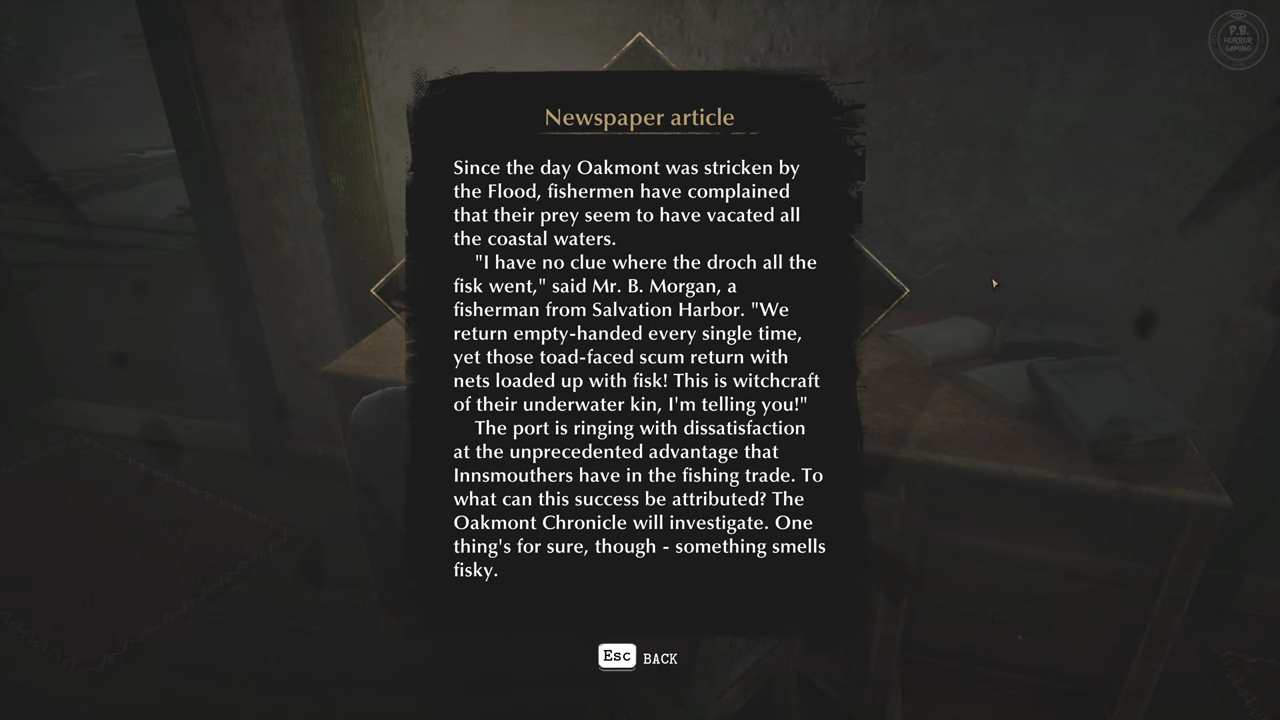 P.B.
HORROR
GAMING
Newspaper article
Since the day Oakmont was stricken by
the Flood, fishermen have complained
that their prey seem to have vacated all
the coastal waters.
"I have no clue where the droch all the
fisk went," said Mr. B. Morgan, a
fisherman from Salvation Harbor. "We
return empty-handed every single time,
yet those toad-faced scum return with
nets loaded up with fisk! This is witchcraft
of their underwater kin, I'm telling you!"
The port is ringing with dissatisfaction
at the unprecedented advantage that
Innsmouthers have in the fishing trade. To
what can this success be attributed? The
Oakmont Chronicle will investigate. One
thing's for sure, though - something smells
fisky.
Esc BACK